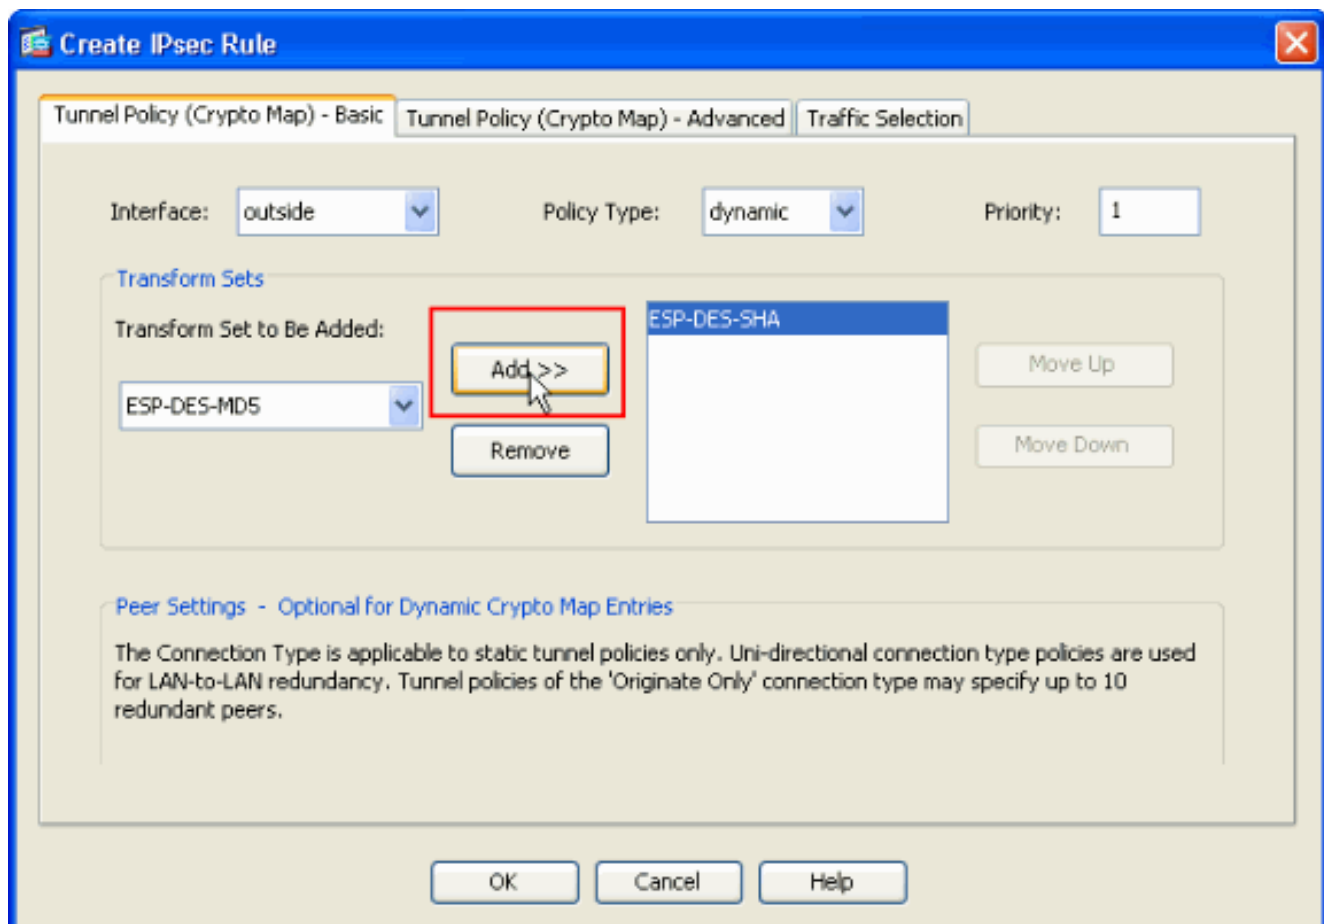 Create IPsec Rule
Tunnel Policy (Crypto Map) - Basic
Tunnel Policy (Crypto Map) - Advanced
Traffic Selection
Interface:
outside
Policy Type:
dynamic
Priority:
1
Transform Sets
Transform Set to Be Added:
ESP-DES-MD5
Add >>
Remove
ESP-DES-SHA
Move Up
Move Down
Peer Settings - Optional for Dynamic Crypto Map Entries
The Connection Type is applicable to static tunnel policies only. Uni-directional connection type policies are used
for LAN-to-LAN redundancy. Tunnel policies of the 'Originate Only' connection type may specify up to 10
redundant peers.
OK
Cancel
Help